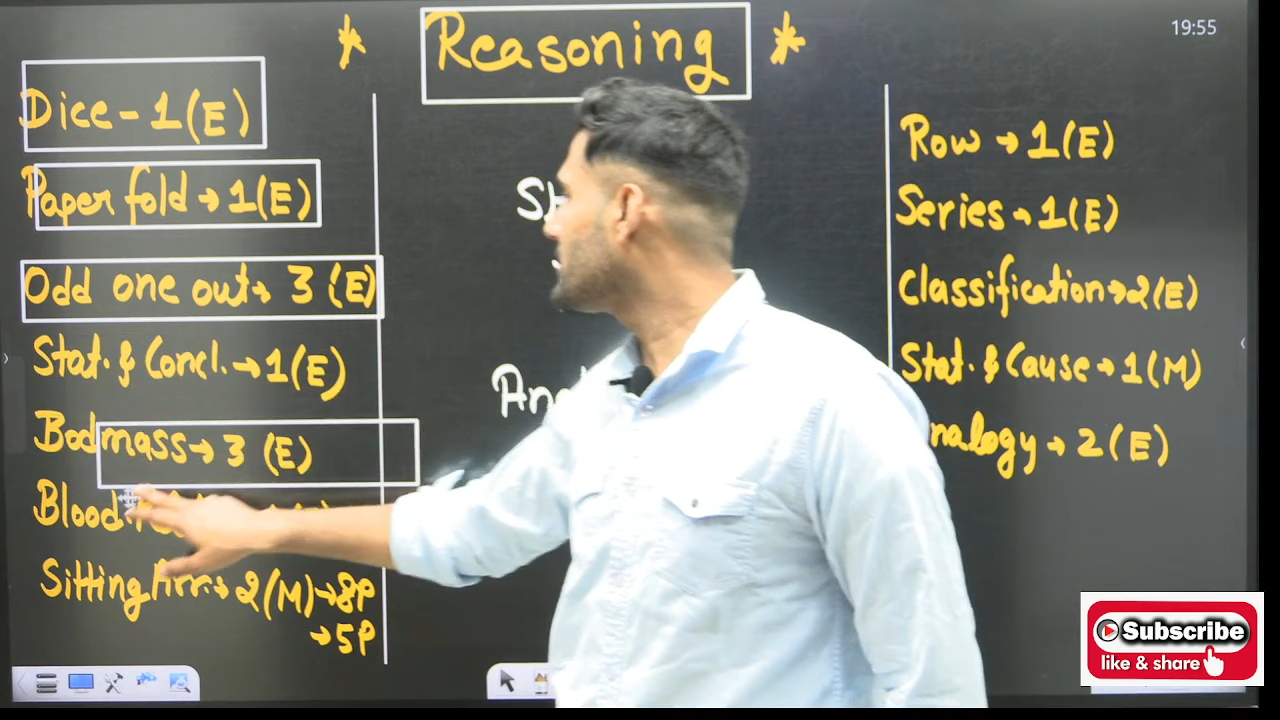 Reasoning
19:55
Dice - 1 (E)
Paper fold → 1 (E)
Odd one out → 3 (E)
Stat. & Concl. → 1 (E)
Bodmass → 3 (E)
Blood
Sitting Arr. → 2 (M) → 8P
→ 5P
Row → 1 (E)
Series → 1 (E)
Classification → 2 (E)
Stat. & Cause → 1 (M)
nalogy → 2 (E)
Subscribe
like & share